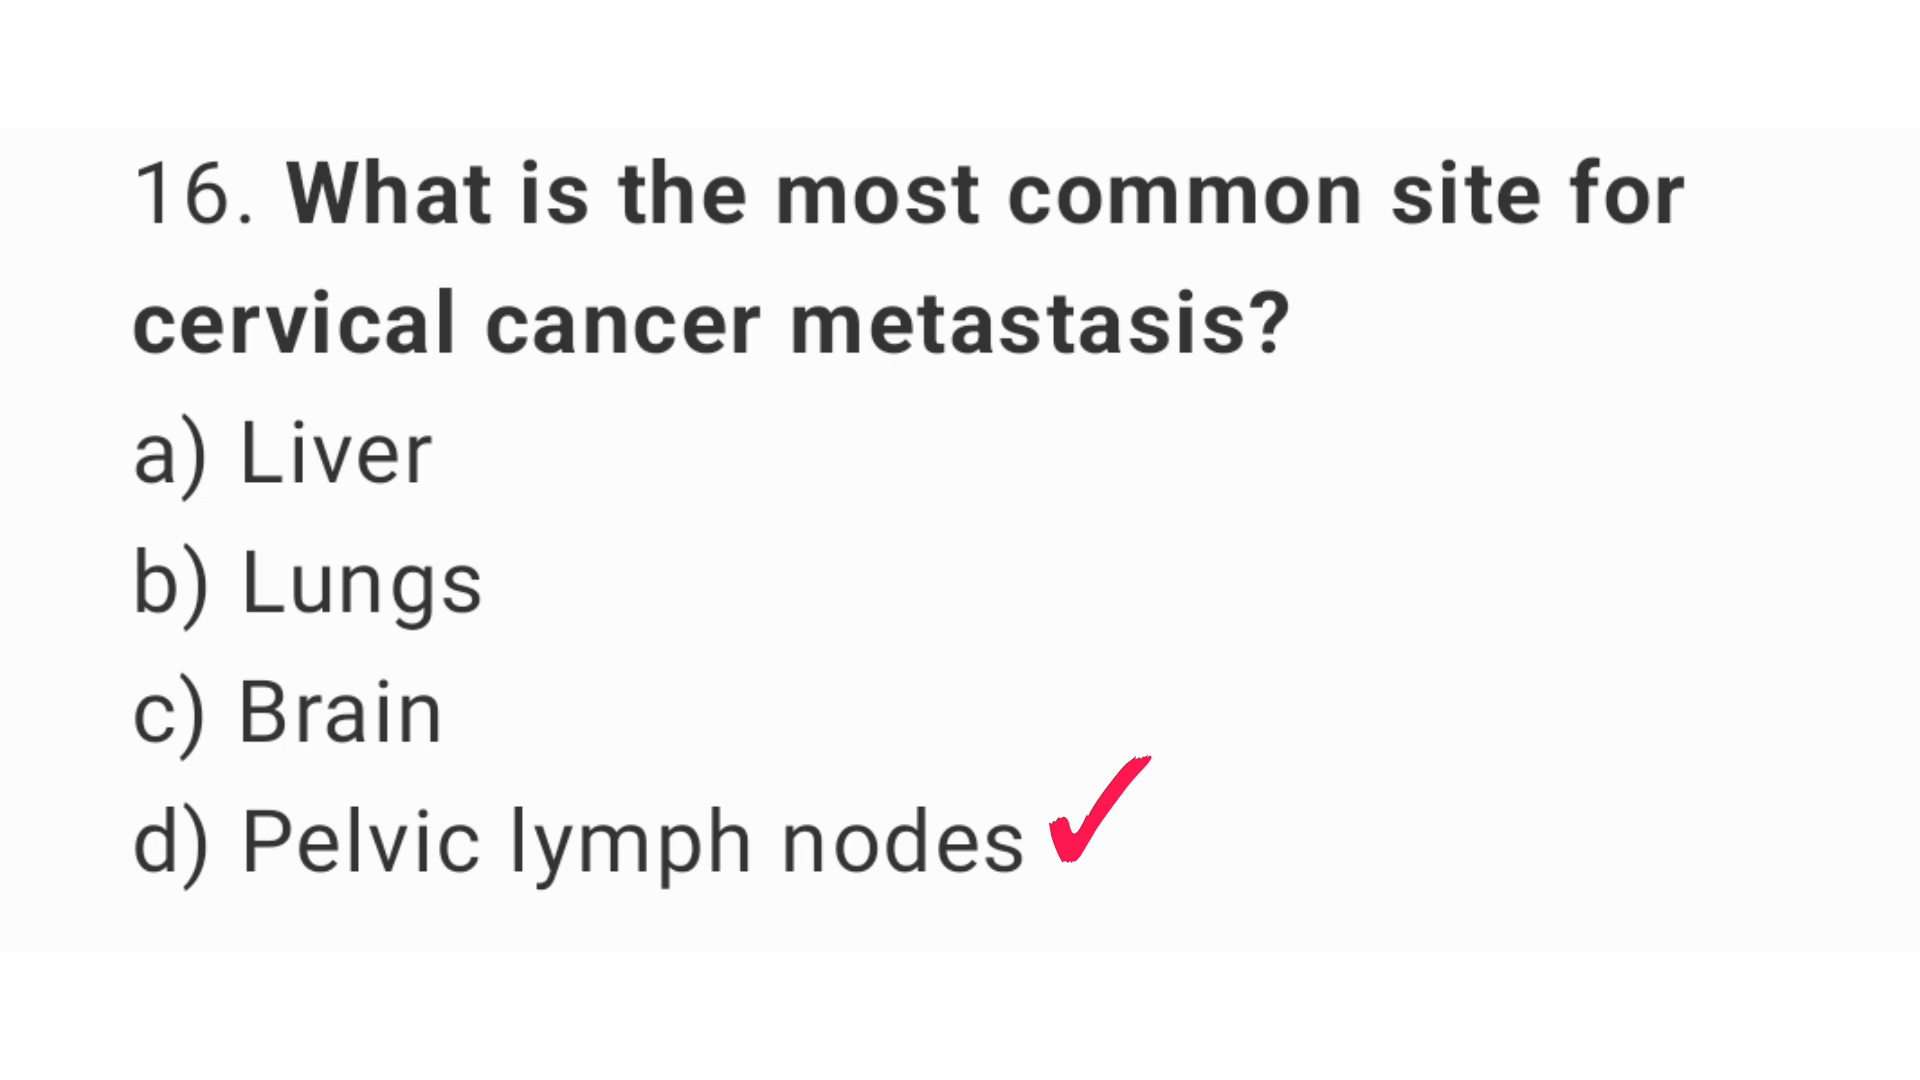 16. What is the most common site for
cervical cancer metastasis?
a) Liver
b) Lungs
c) Brain
d) Pelvic lymph nodes